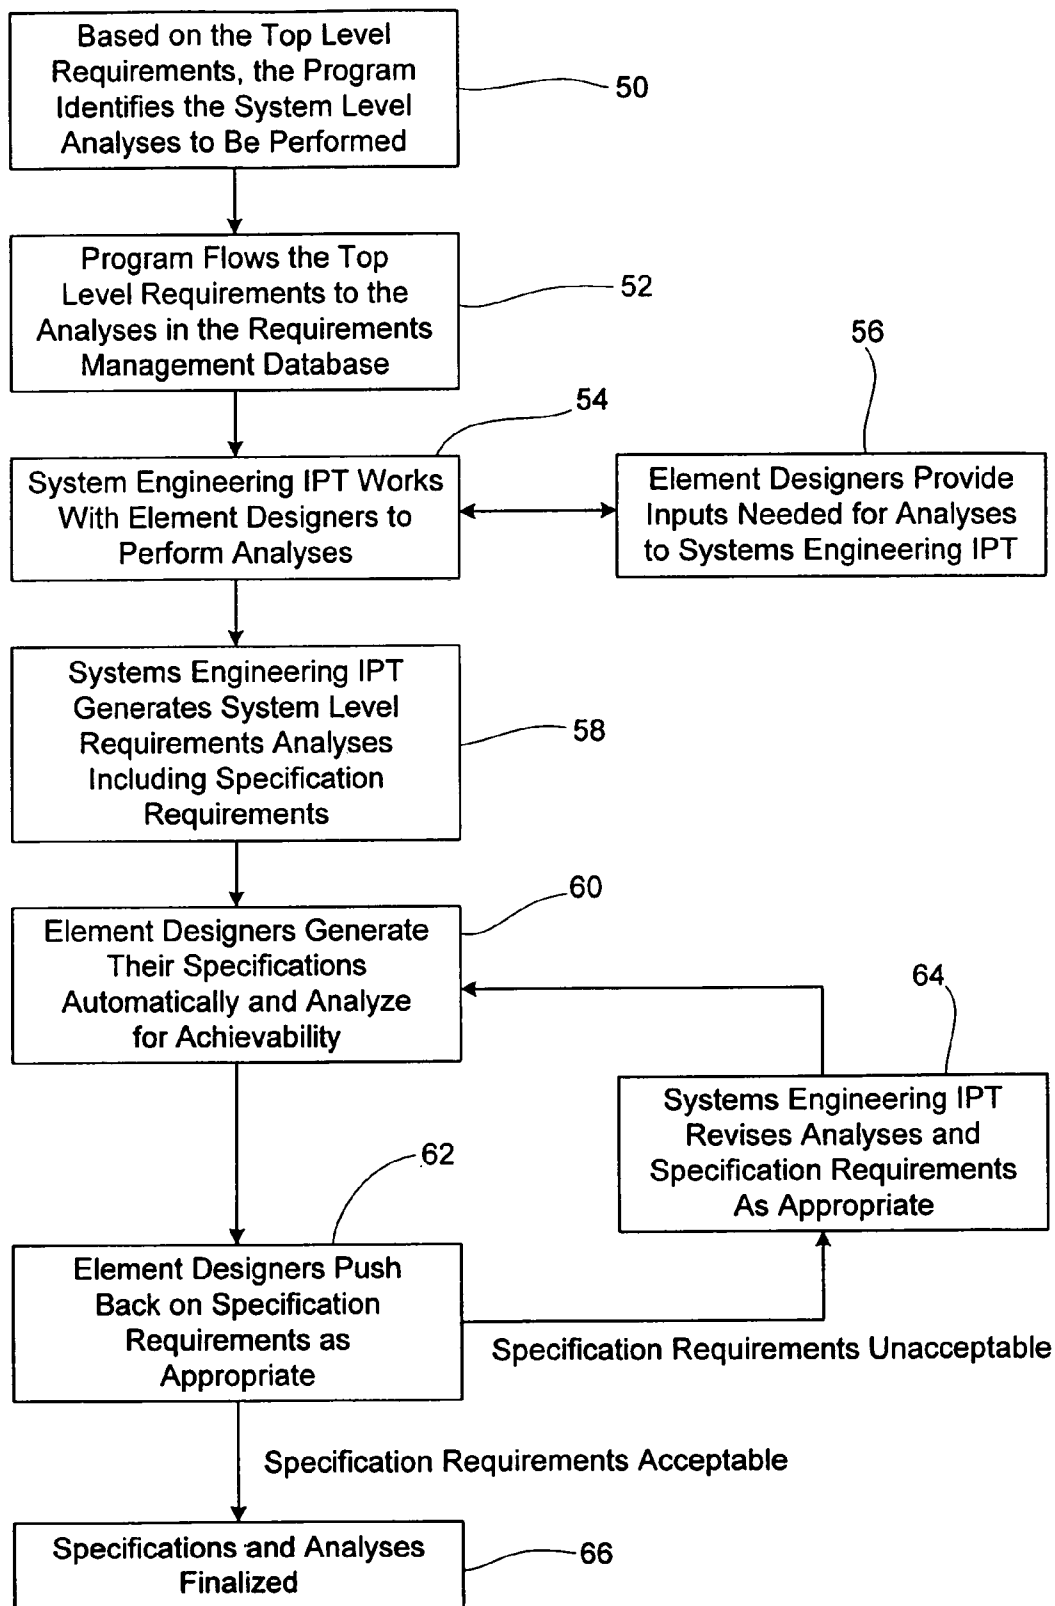 Based on the Top Level
Requirements, the Program
Identifies the System Level
Analyses to Be Performed
50
Program Flows the Top
Level Requirements to the
Analyses in the Requirements
Management Database
52
54
System Engineering IPT Works
With Element Designers to
Perform Analyses
56
Element Designers Provide
Inputs Needed for Analyses
to Systems Engineering IPT
Systems Engineering IPT
Generates System Level
Requirements Analyses
Including Specification
Requirements
58
60
Element Designers Generate
Their Specifications
Automatically and Analyze
for Achievability
64
Systems Engineering IPT
Revises Analyses and
Specification Requirements
As Appropriate
62
Element Designers Push
Back on Specification
Requirements as
Appropriate
Specification Requirements Unacceptable
Specification Requirements Acceptable
Specifications and Analyses
Finalized
66